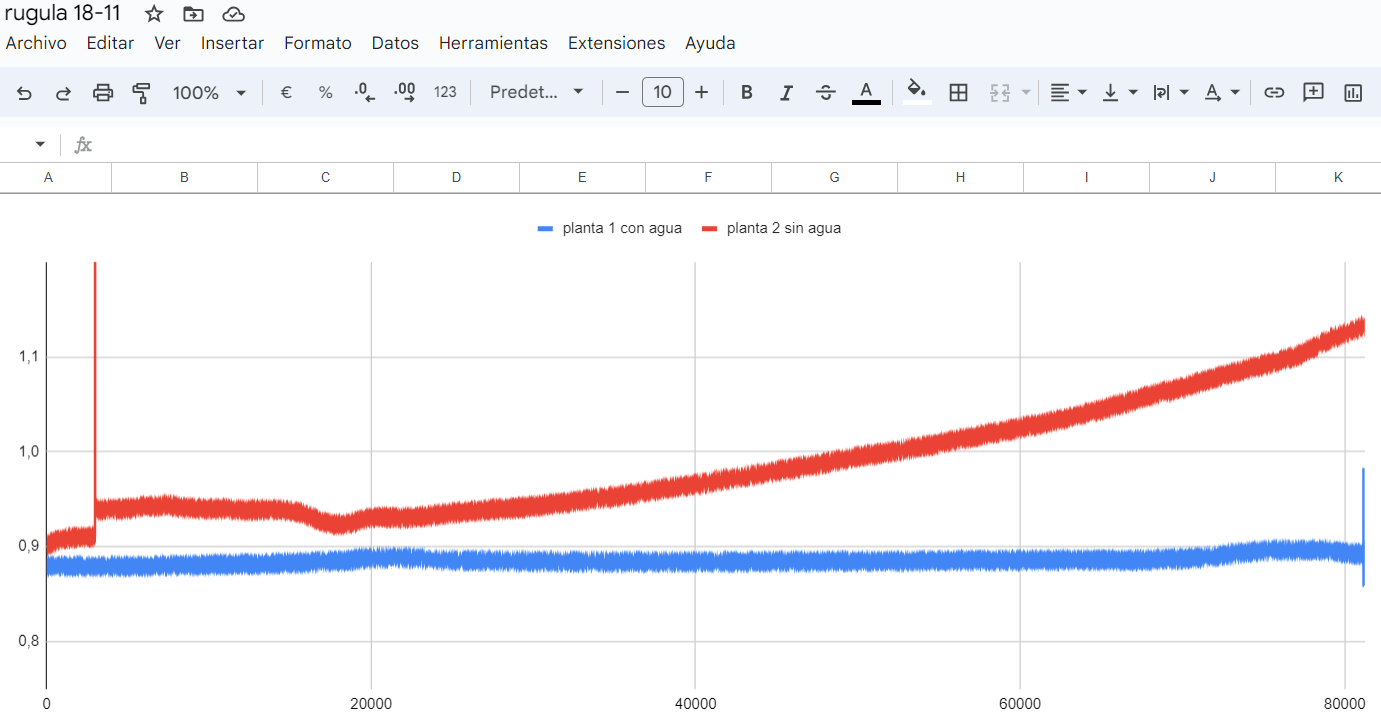 rugula 18-11
Archivo Editar Ver Insertar Formato Datos Herramientas Extensiones Ayuda
100% € % .0 .00 123 Predet... 10 B I S A A
fx
A B C D E F G H I J K
planta 1 con agua planta 2 sin agua
1,1
1,0
0,9
0,8
0 20000 40000 60000 80000